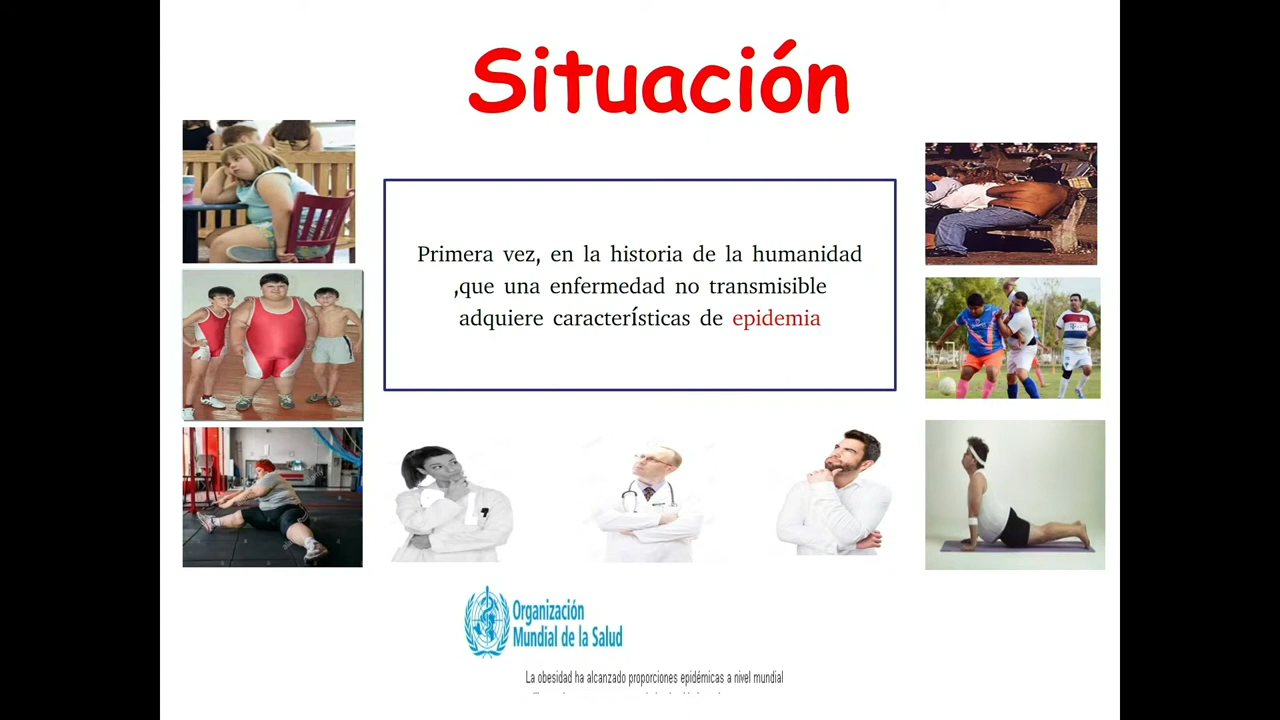 Situación
Primera vez, en la historia de la humanidad
,que una enfermedad no transmisible
adquiere características de epidemia
Organización
Mundial de la Salud
La obesidad ha alcanzado proporciones epidémicas a nivel mundial